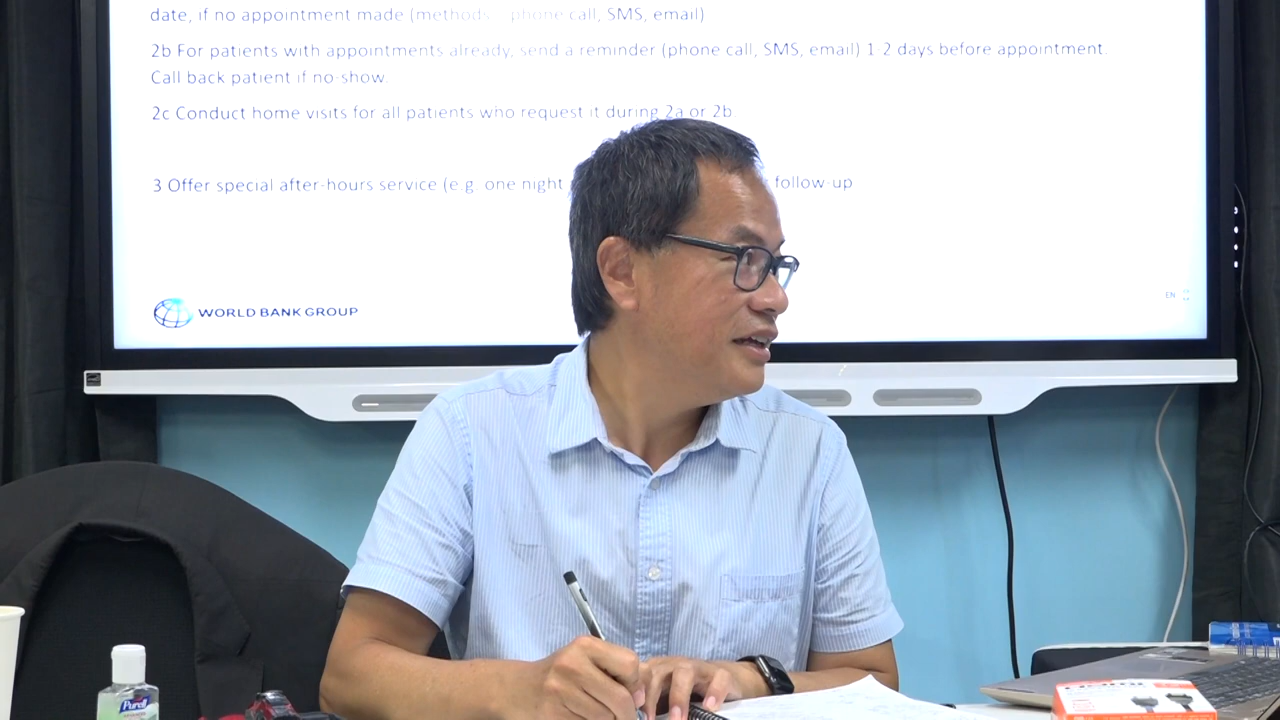 date, if no appointment made (methods phone call, SMS, email)
2b For patients with appointments already, send a reminder (phone call, SMS, email) 1-2 days before appointment.
Call back patient if no-show.
2c Conduct home visits for all patients who request it during 2a or 2b
3 Offer special after-hours service (e.g. one night follow-up
WORLD BANK GROUP
EN
Purell